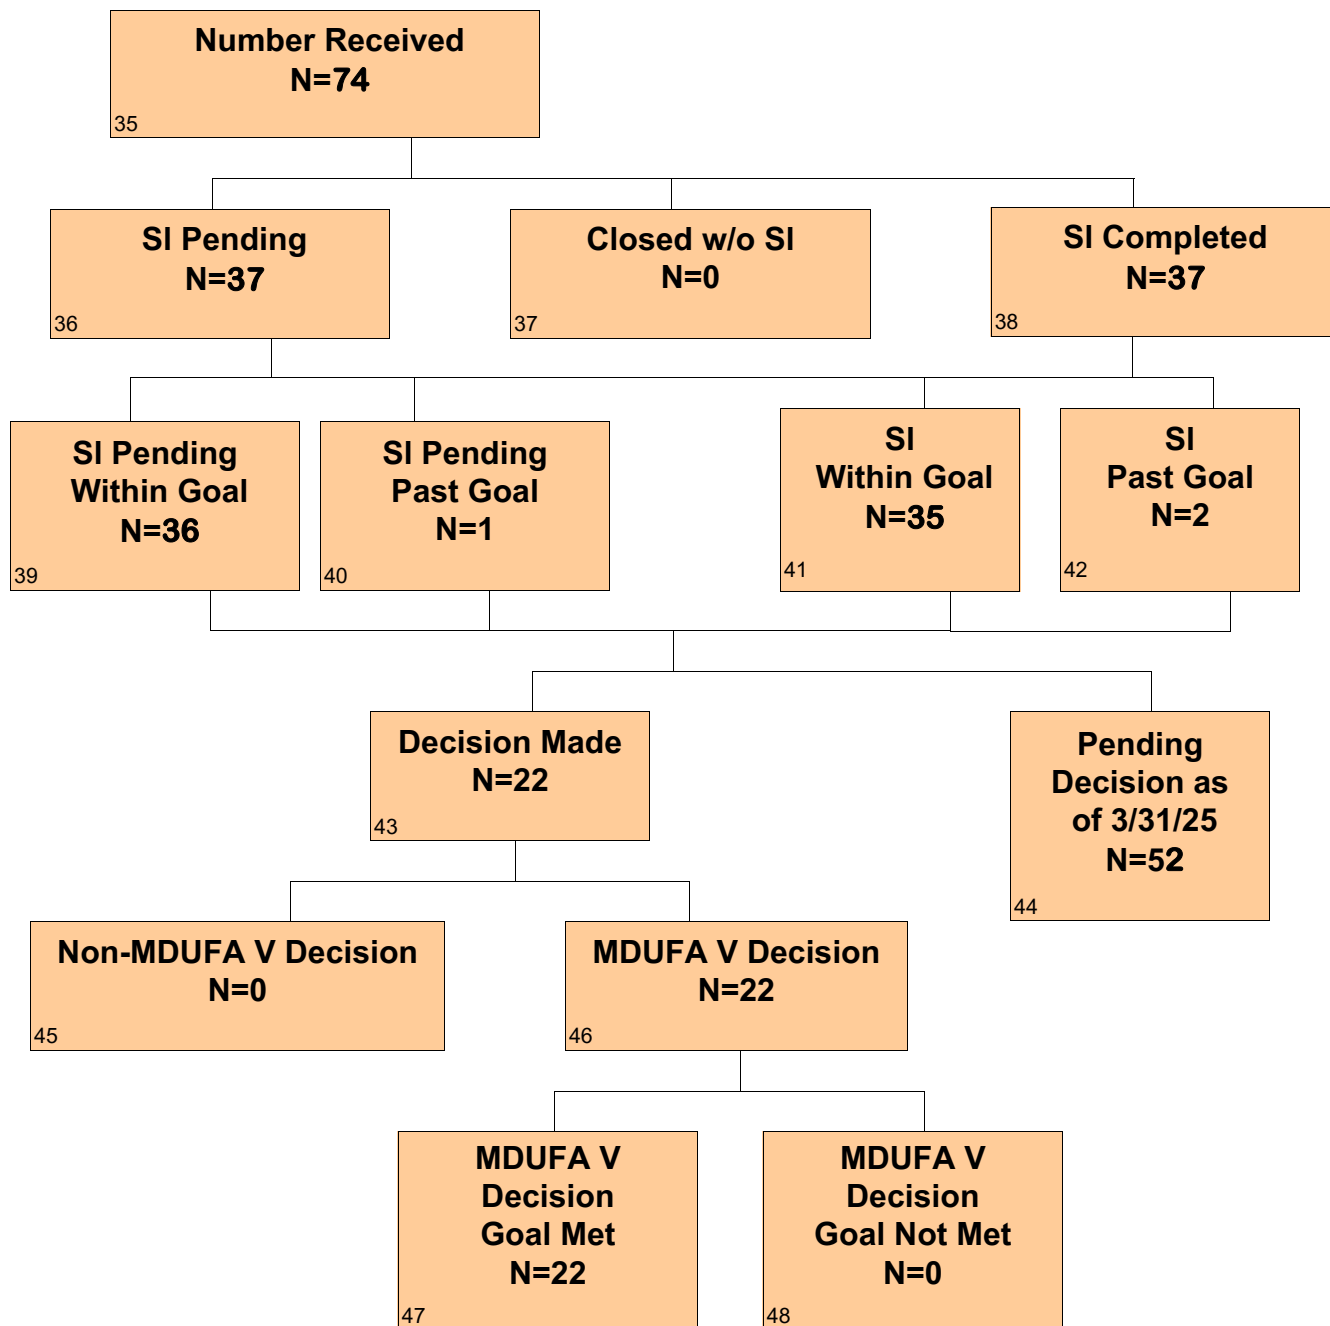 Number Received
N=74
35
SI Pending
N=37
36
Closed w/o SI
N=0
37
SI Completed
N=37
38
SI Pending
Within Goal
N=36
39
SI Pending
Past Goal
N=1
40
SI
Within Goal
N=35
41
SI
Past Goal
N=2
42
Decision Made
N=22
43
Pending
Decision as
of 3/31/25
N=52
44
Non-MDUFA V Decision
N=0
45
MDUFA V Decision
N=22
46
MDUFA V
Decision
Goal Met
N=22
47
MDUFA V
Decision
Goal Not Met
N=0
48